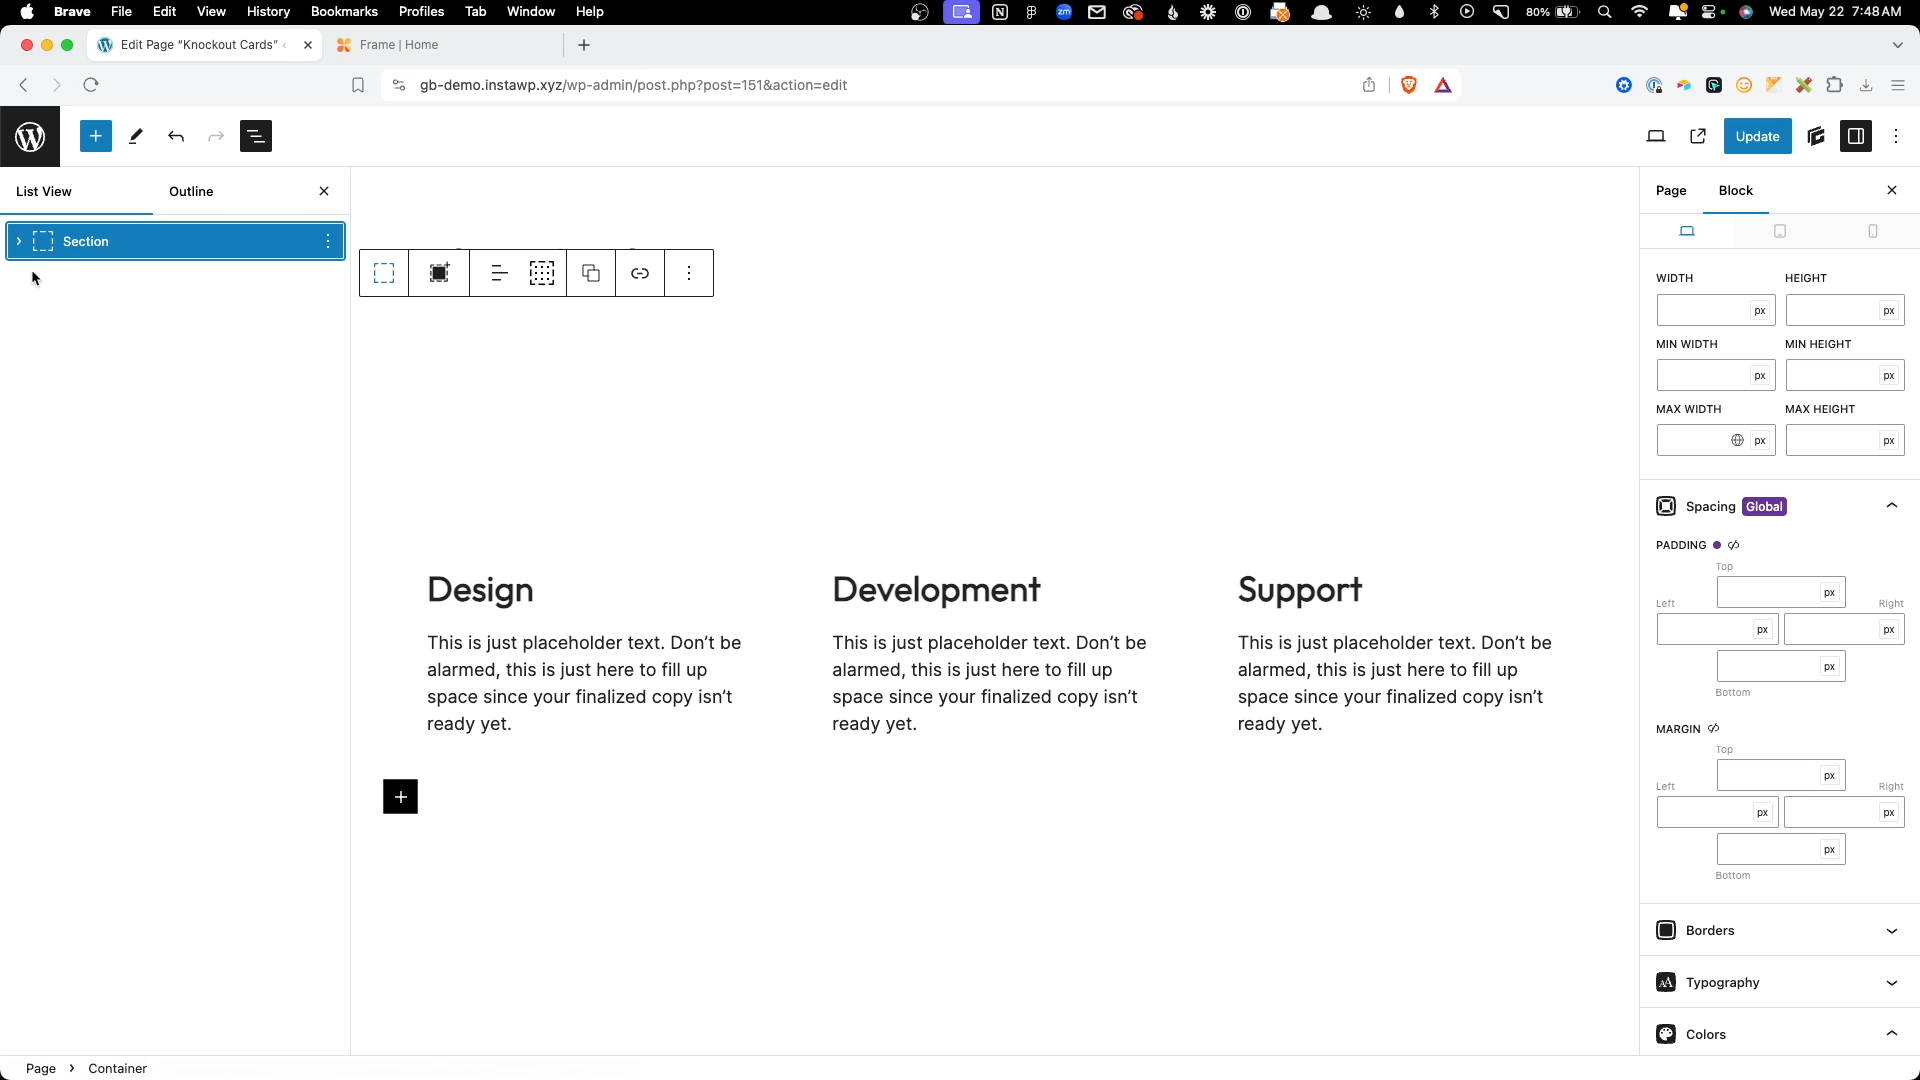 Brave File Edit View History Bookmarks Profiles Tab Window Help
zm
80%
Wed May 22 7:48 AM
Edit Page “Knockout Cards” ‹
Frame | Home
gb-demo.instawp.xyz/wp-admin/post.php?post=151&action=edit
Update
List View
Outline
Section
Page
Block
WIDTH
HEIGHT
px
px
MIN WIDTH
MIN HEIGHT
px
px
MAX WIDTH
MAX HEIGHT
px
px
Spacing Global
PADDING
Top
px
Left
Right
px
px
px
Bottom
MARGIN
Top
px
Left
Right
px
px
px
Bottom
Borders
Typography
Colors
Design
This is just placeholder text. Don’t be
alarmed, this is just here to fill up
space since your finalized copy isn’t
ready yet.
Development
This is just placeholder text. Don’t be
alarmed, this is just here to fill up
space since your finalized copy isn’t
ready yet.
Support
This is just placeholder text. Don’t be
alarmed, this is just here to fill up
space since your finalized copy isn’t
ready yet.
Page › Container